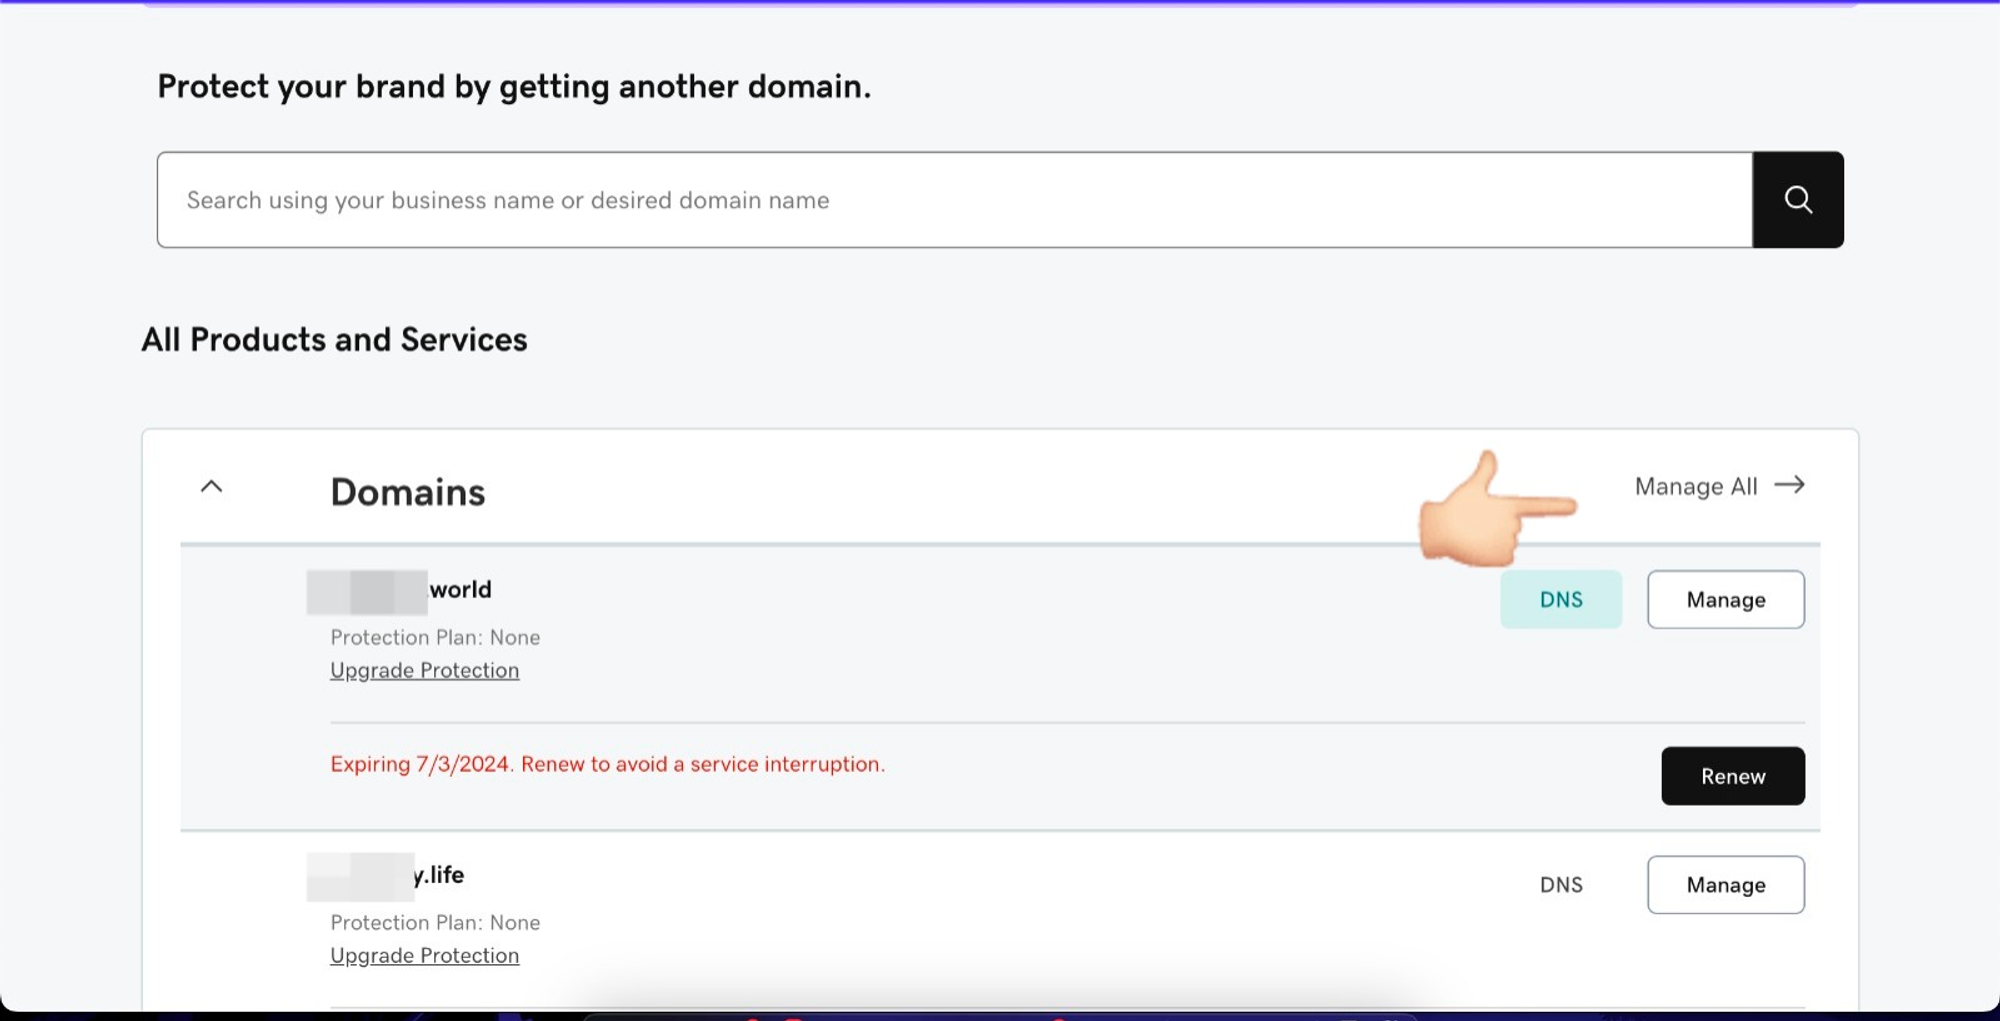 Protect your brand by getting another domain.
Search using your business name or desired domain name
All Products and Services
Domains
Manage All
.world
DNS
Manage
Protection Plan: None
Upgrade Protection
Expiring 7/3/2024. Renew to avoid a service interruption.
Renew
y.life
DNS
Manage
Protection Plan: None
Upgrade Protection